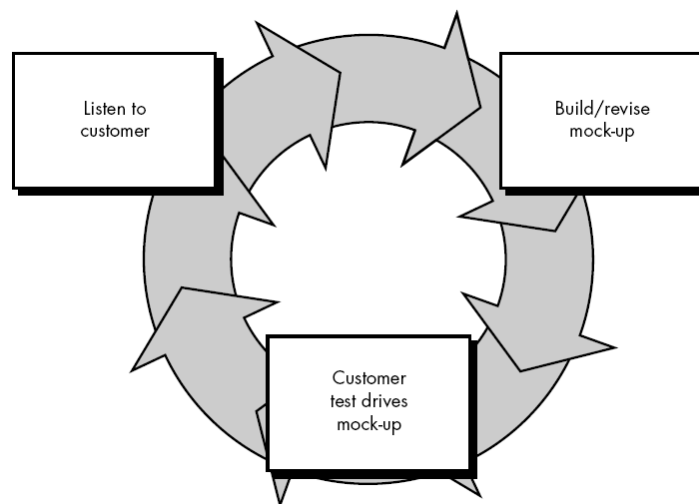 Listen to
customer
Build/revise
mock-up
Customer
test drives
mock-up